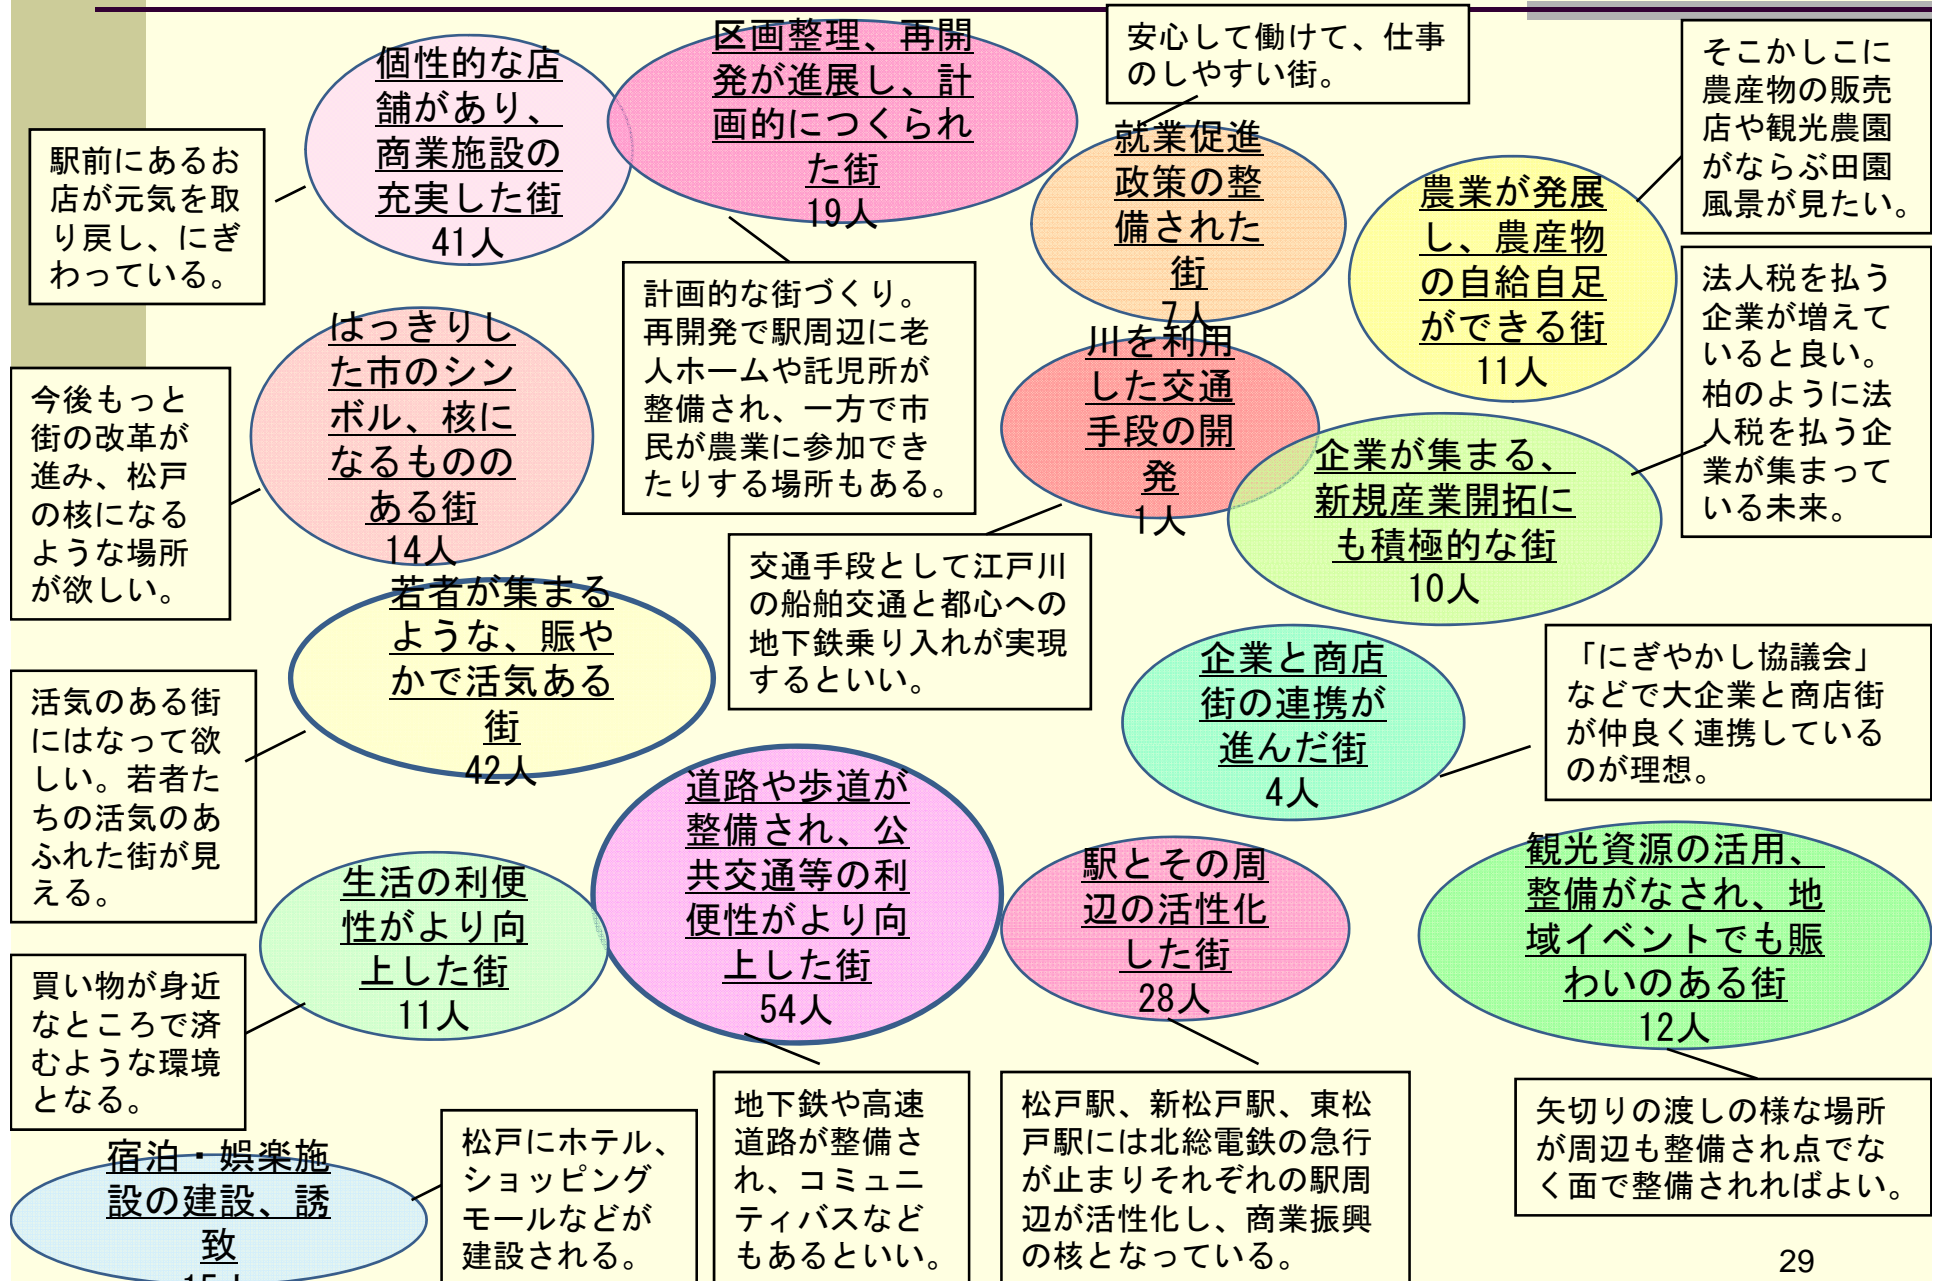 個性的な店
舗があり、
商業施設の
充実した街
41人
区画整理、再開
発が進展し、計
画的につくられ
た街
19人
安心して働けて、仕事
のしやすい街。
そこかしこに
農産物の販売
店や観光農園
がならぶ田園
風景が見たい。
駅前にあるお
店が元気を取
り戻し、にぎ
わっている。
就業促進
政策の整
備された
街
7人
農業が発展
し、農産物
の自給自足
ができる街
11人
計画的な街づくり。
再開発で駅周辺に老
人ホームや託児所が
整備され、一方で市
民が農業に参加でき
たりする場所もある。
法人税を払う
企業が増えて
いると良い。
柏のように法
人税を払う企
業が集まって
いる未来。
はっきりし
た市のシン
ボル、核に
なるものの
ある街
14人
川を利用
した交通
手段の開
発
1人
今後もっと
街の改革が
進み、松戸
の核になる
ような場所
が欲しい。
企業が集まる、
新規産業開拓に
も積極的な街
10人
交通手段として江戸川
の船舶交通と都心への
地下鉄乗り入れが実現
するといい。
若者が集まる
ような、賑や
かで活気ある
街
42人
企業と商店
街の連携が
進んだ街
4人
「にぎやかし協議会」
などで大企業と商店街
が仲良く連携している
のが理想。
活気のある街
にはなって欲
しい。若者た
ちの活気のあ
ふれた街が見
える。
道路や歩道が
整備され、公
共交通等の利
便性がより向
上した街
54人
生活の利便
性がより向
上した街
11人
駅とその周
辺の活性化
した街
28人
観光資源の活用、
整備がなされ、地
域イベントでも賑
わいのある街
12人
買い物が身近
なところで済
むような環境
となる。
宿泊・娯楽施
設の建設、誘
致
15人
松戸にホテル、
ショッピング
モールなどが
建設される。
地下鉄や高速
道路が整備さ
れ、コミュニ
ティバスなど
もあるといい。
松戸駅、新松戸駅、東松
戸駅には北総電鉄の急行
が止まりそれぞれの駅周
辺が活性化し、商業振興
の核となっている。
矢切りの渡しの様な場所
が周辺も整備され点でな
く面で整備されればよい。
29